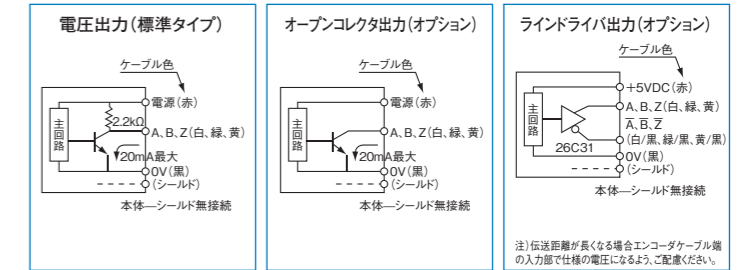 電圧出力(標準タイプ)
ケーブル色
電源(赤)
2.2kΩ
主回路
A、B、Z(白、緑、黄)
20mA最大
0V(黒)
(シールド)
本体―シールド無接続
オープンコレクタ出力(オプション)
ケーブル色
電源(赤)
主回路
A、B、Z(白、緑、黄)
20mA最大
0V(黒)
(シールド)
本体―シールド無接続
ラインドライバ出力(オプション)
ケーブル色
+5VDC(赤)
主回路
A、B、Z(白、緑、黄)
A̅、B̅、Z̅
(白/黒、緑/黒、黄/黒)
26C31
0V(黒)
(シールド)
本体―シールド無接続
注)伝送距離が長くなる場合エンコーダケーブル端
の入力部で仕様の電圧になるよう、ご配慮ください。